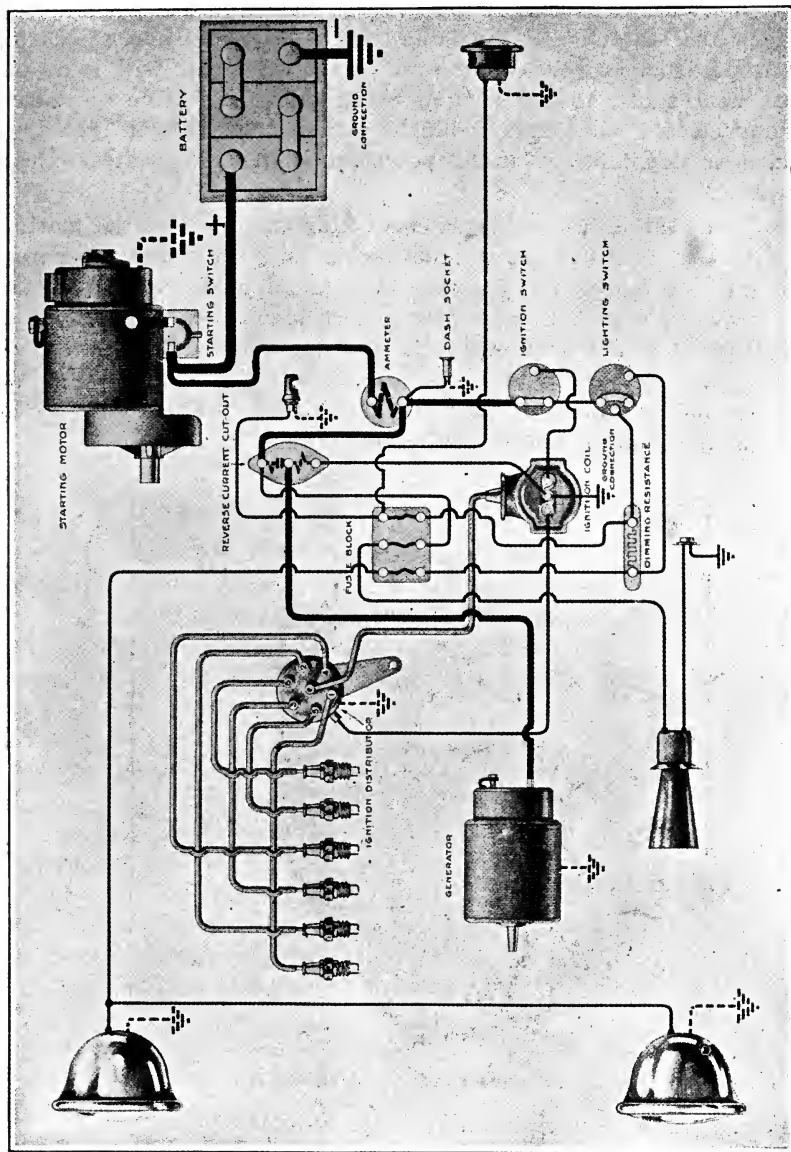 STARTING MOTOR
BATTERY
−
GROUND
CONNECTION
+
STARTING SWITCH
REVERSE CURRENT CUT-OUT
AMMETER
DASH SOCKET
IGNITION SWITCH
LIGHTING SWITCH
FUSE BLOCK
IGNITION COIL
GROUND
CONNECTION
DIMMING RESISTANCE
IGNITION DISTRIBUTOR
GENERATOR